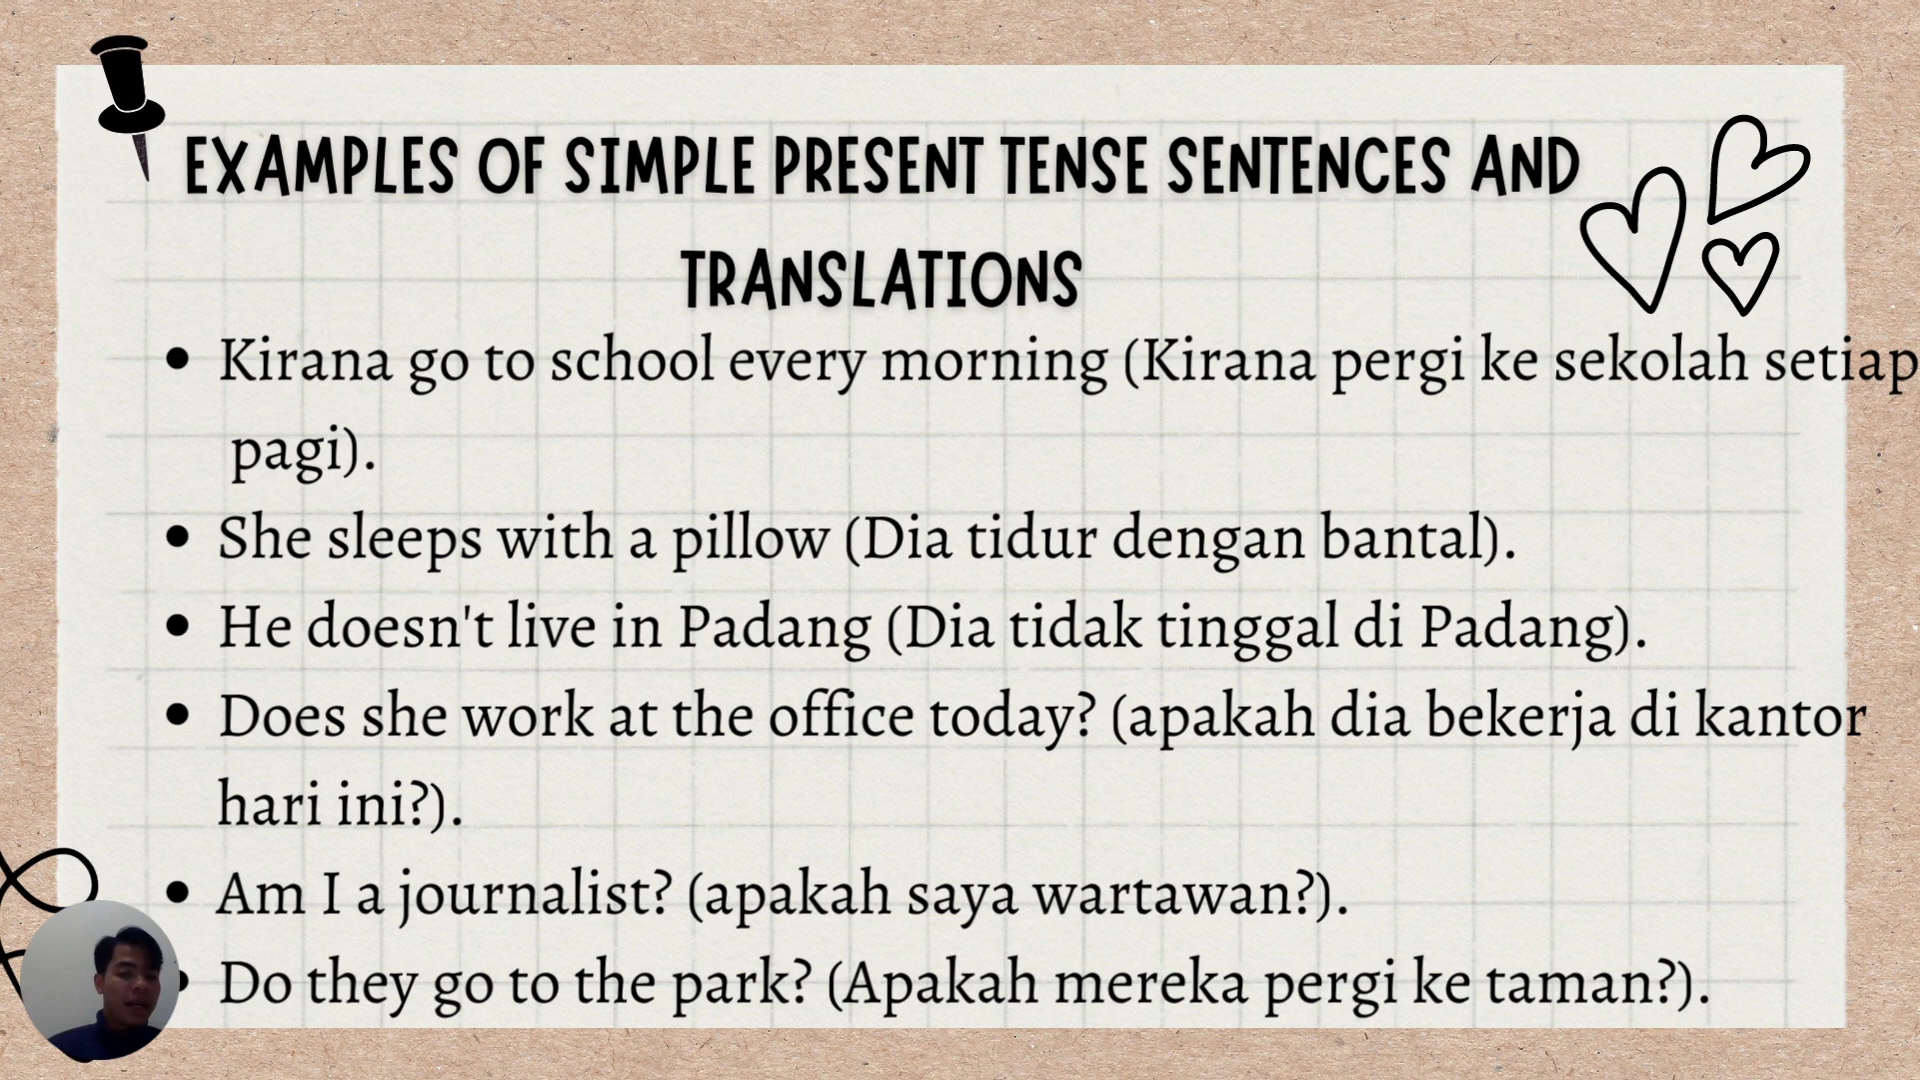 EXAMPLES OF SIMPLE PRESENT TENSE SENTENCES AND
TRANSLATIONS
• Kirana go to school every morning (Kirana pergi ke sekolah setiap
pagi).
• She sleeps with a pillow (Dia tidur dengan bantal).
• He doesn't live in Padang (Dia tidak tinggal di Padang).
• Does she work at the office today? (apakah dia bekerja di kantor
hari ini?).
• Am I a journalist? (apakah saya wartawan?).
• Do they go to the park? (Apakah mereka pergi ke taman?).